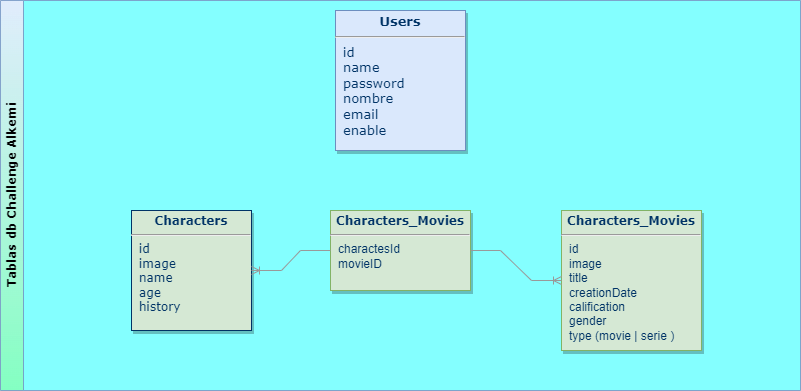 Tablas db Challenge Alkemi
Users
id
name
password
nombre
email
enable
Characters
id
image
name
age
history
Characters_Movies
charactesId
movieID
Characters_Movies
id
image
title
creationDate
calification
gender
type (movie | serie )